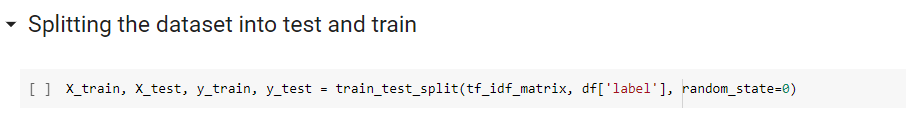 Splitting the dataset into test and train
[ ] X_train, X_test, y_train, y_test = train_test_split(tf_idf_matrix, df['label'], random_state=0)